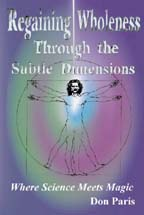 Regaining Wholeness
Through the
Subtle Dimensions
Where Science Meets Magic
Don Paris